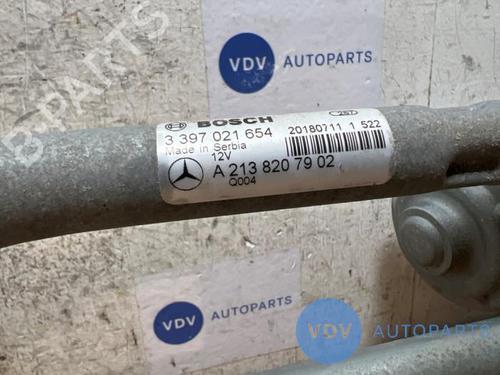 VDV AUTOPARTS
BOSCH
257
3 397 021 654
20180711 1 522
Made in Serbia
12V
A 213 820 79 02
Q004
VDV AUTOPARTS
VDV AUTOPARTS